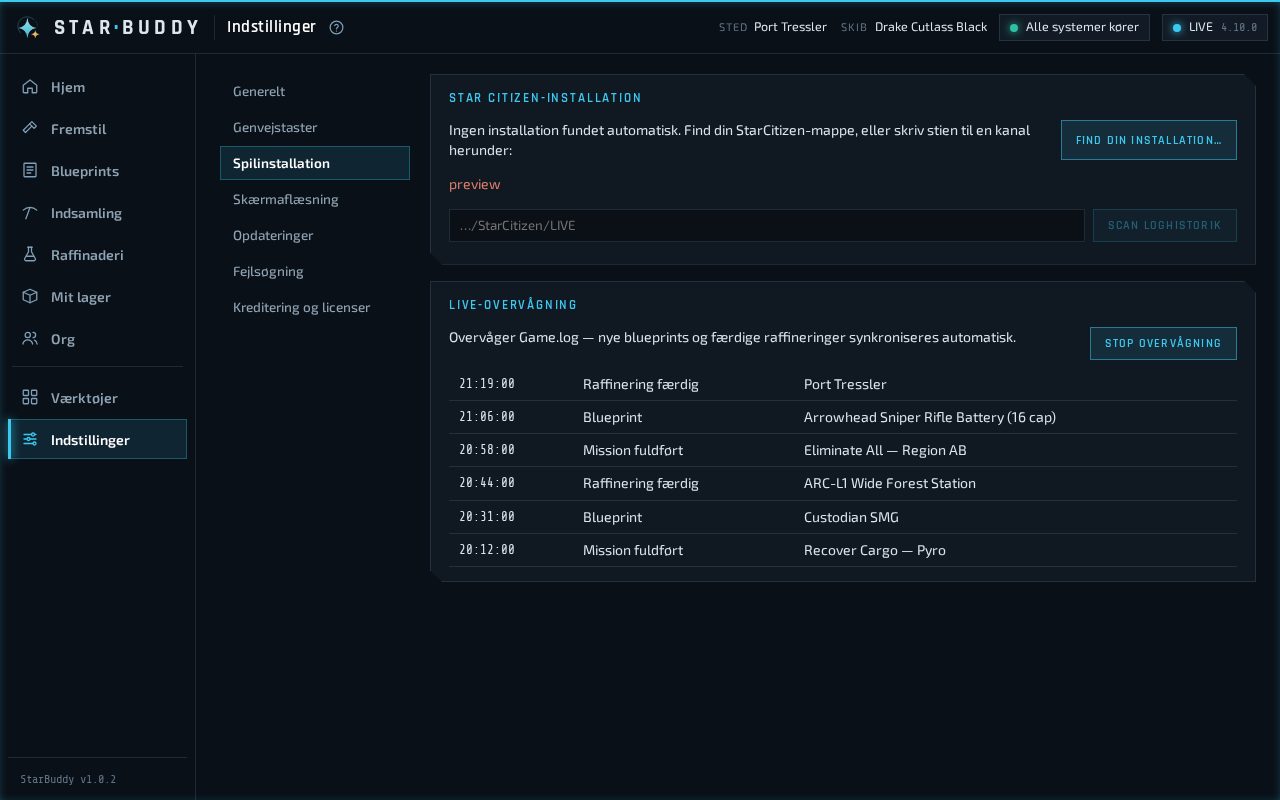 STAR·BUDDY
Indstillinger
STED Port Tressler
SKIB Drake Cutlass Black
Alle systemer kører
LIVE 4.10.0
Hjem
Fremstil
Blueprints
Indsamling
Raffinaderi
Mit lager
Org
Værktøjer
Indstillinger
StarBuddy v1.0.2
Generelt
Genvejstaster
Spilinstallation
Skærmaflæsning
Opdateringer
Fejlsøgning
Kreditering og licenser
STAR CITIZEN-INSTALLATION
Ingen installation fundet automatisk. Find din StarCitizen-mappe, eller skriv stien til en kanal
herunder:
FIND DIN INSTALLATION…
preview
…/StarCitizen/LIVE
SCAN LOGHISTORIK
LIVE-OVERVÅGNING
Overvåger Game.log — nye blueprints og færdige raffineringer synkroniseres automatisk.
STOP OVERVÅGNING
21:19:00 Raffinering færdig Port Tressler
21:06:00 Blueprint Arrowhead Sniper Rifle Battery (16 cap)
20:58:00 Mission fuldført Eliminate All — Region AB
20:44:00 Raffinering færdig ARC-L1 Wide Forest Station
20:31:00 Blueprint Custodian SMG
20:12:00 Mission fuldført Recover Cargo — Pyro